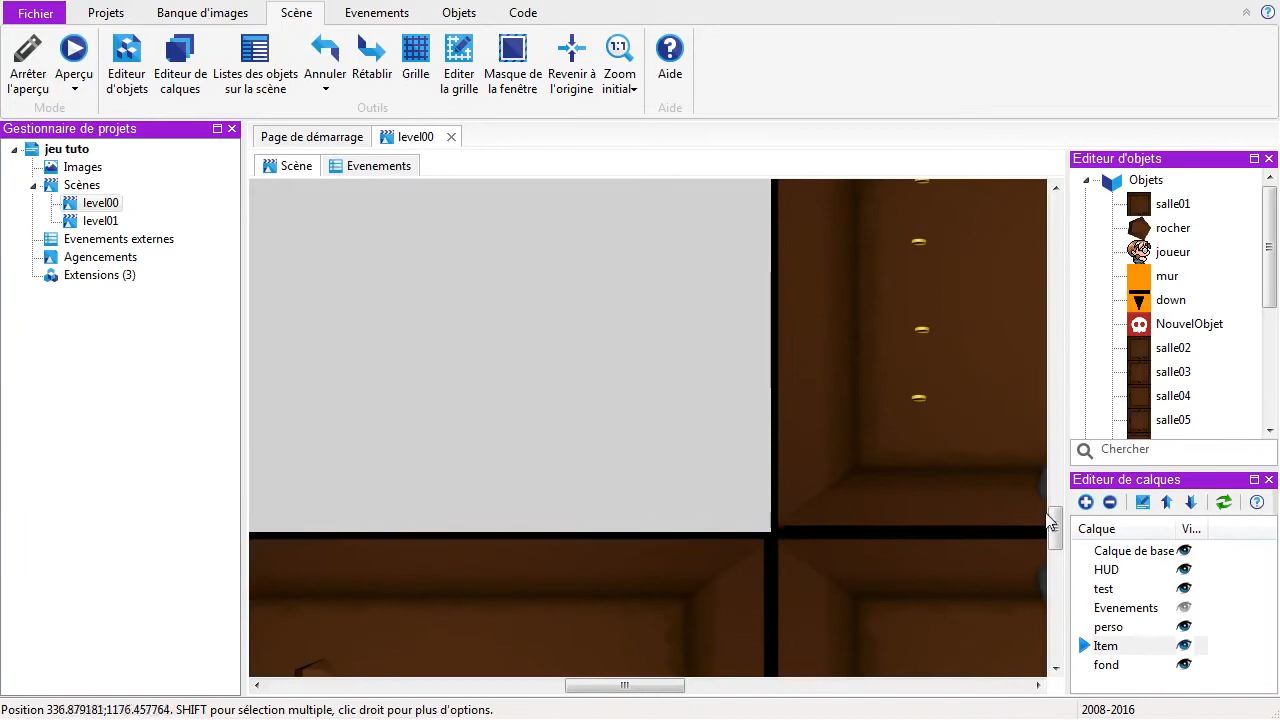 Fichier Projets Banque d'images Scène Evenements Objets Code
Arrêter l'aperçu
Aperçu
Editeur d'objets
Editeur de calques
Listes des objets sur la scène
Annuler
Rétablir
Grille
Editer la grille
Masque de la fenêtre
Revenir à l'origine
1:1
Zoom initial
Aide
Mode Outils Aide
Gestionnaire de projets
jeu tuto
Images
Scènes
level00
level01
Evenements externes
Agencements
Extensions (3)
Page de démarrage level00
Scène Evenements
Editeur d'objets
Objets
salle01
rocher
joueur
mur
down
NouvelObjet
salle02
salle03
salle04
salle05
Chercher
Editeur de calques
Calque Vi...
Calque de base
HUD
test
Evenements
perso
Item
fond
Position 336.879181;1176.457764. SHIFT pour sélection multiple, clic droit pour plus d'options. 2008-2016